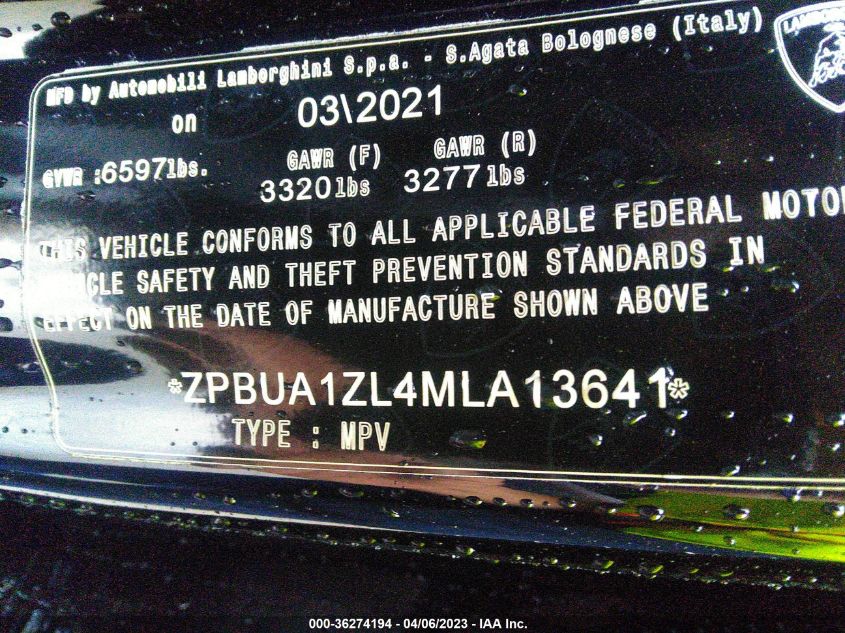 MFD by Automobili Lamborghini S.p.a. - S.Agata Bolognese (Italy)
on 03\2021
GVWR :6597lbs. GAWR (F) 3320lbs GAWR (R) 3277lbs
THIS VEHICLE CONFORMS TO ALL APPLICABLE FEDERAL MOTOR
VEHICLE SAFETY AND THEFT PREVENTION STANDARDS IN
EFFECT ON THE DATE OF MANUFACTURE SHOWN ABOVE
*ZPBUA1ZL4MLA13641*
TYPE : MPV
000-36274194 - 04/06/2023 - IAA Inc.